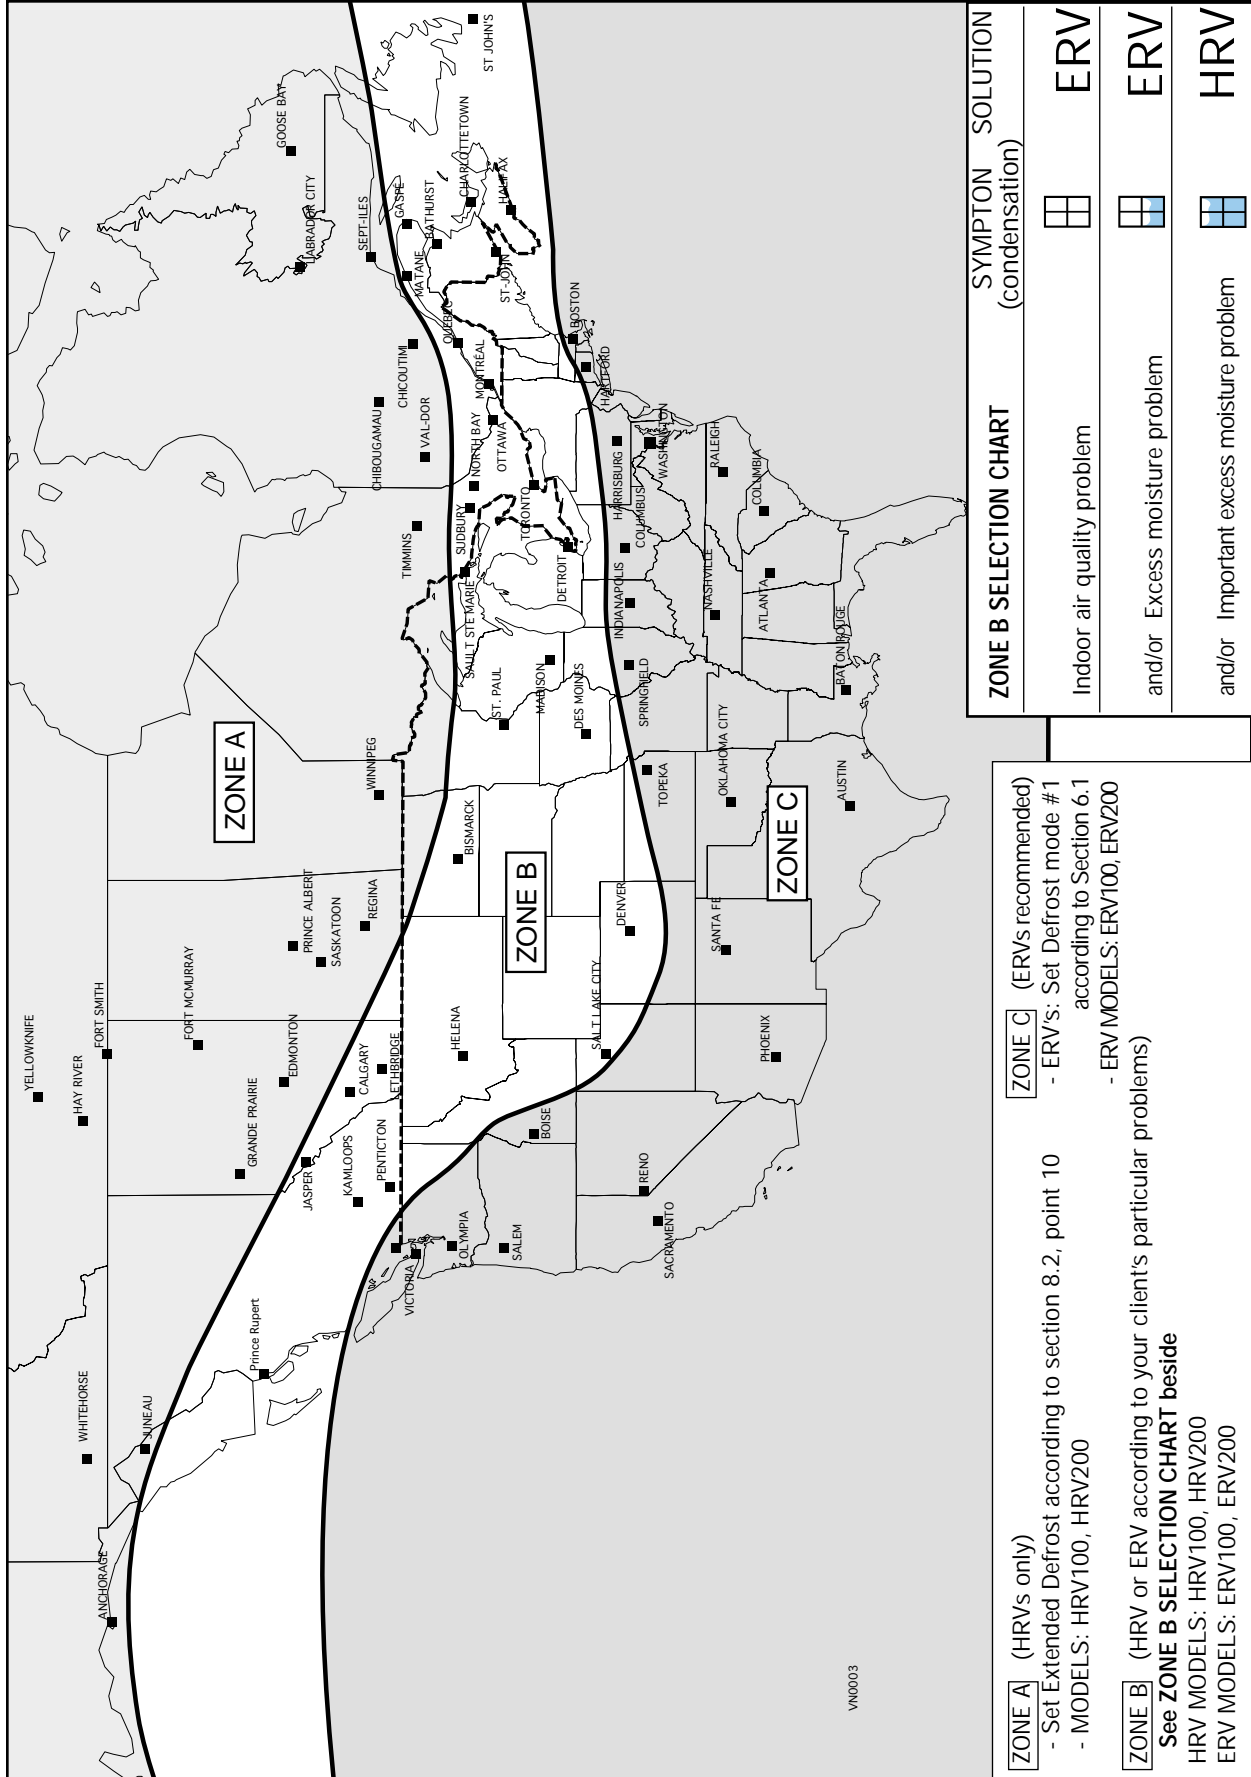 YELLOWKNIFE
HAY RIVER
FORT SMITH
WHITEHORSE
JUNEAU
ANCHORAGE
Prince Rupert
FORT MCMURRAY
GRANDE PRAIRIE
EDMONTON
JASPER
KAMLOOPS
PENTICTON
CALGARY
LETHBRIDGE
PRINCE ALBERT
SASKATOON
REGINA
WINNIPEG
ZONE A
TIMMINS
CHIBOUGAMAU
CHICOUTIMI
VAL-DOR
LABRADOR CITY
GOOSE BAY
SEPT-ILES
GASPÉ
MATANE
BATHURST
CHARLOTTETOWN
HALIFAX
ST JOHN'S
ST-JOHN
QUEBEC
MONTRÉAL
OTTAWA
NORTH BAY
SUDBURY
SAULT STE MARIE
TORONTO
DETROIT
VICTORIA
OLYMPIA
SALEM
BOISE
HELENA
BISMARCK
ST. PAUL
MADISON
DES MOINES
ZONE B
SALT LAKE CITY
DENVER
BOSTON
HARTFORD
HARRISBURG
WASHINGTON
COLUMBUS
INDIANAPOLIS
SPRINGFIELD
TOPEKA
RENO
SACRAMENTO
PHOENIX
SANTA FE
OKLAHOMA CITY
AUSTIN
ZONE C
NASHVILLE
RALEIGH
COLUMBIA
ATLANTA
BATON ROUGE
VN0003
ZONE A (HRVs only)
- Set Extended Defrost according to section 8.2, point 10
- MODELS: HRV100, HRV200
ZONE B (HRV or ERV according to your client's particular problems)
See ZONE B SELECTION CHART beside
HRV MODELS: HRV100, HRV200
ERV MODELS: ERV100, ERV200
ZONE C (ERVs recommended)
- ERV's: Set Defrost mode #1
according to Section 6.1
- ERV MODELS: ERV100, ERV200
ZONE B SELECTION CHART SYMPTON SOLUTION
(condensation)
Indoor air quality problem ERV
and/or Excess moisture problem ERV
and/or Important excess moisture problem HRV